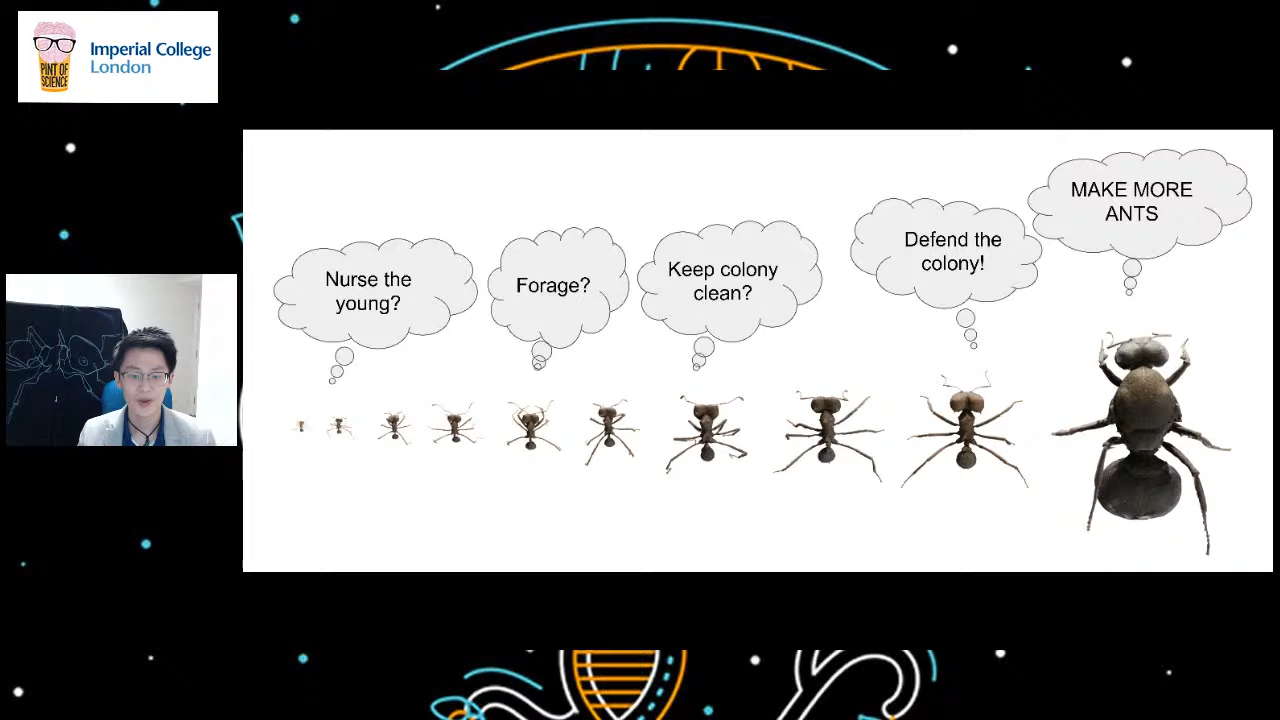 PINT OF
SCIENCE
Imperial College
London
Nurse the
young?
Forage?
Keep colony
clean?
Defend the
colony!
MAKE MORE
ANTS